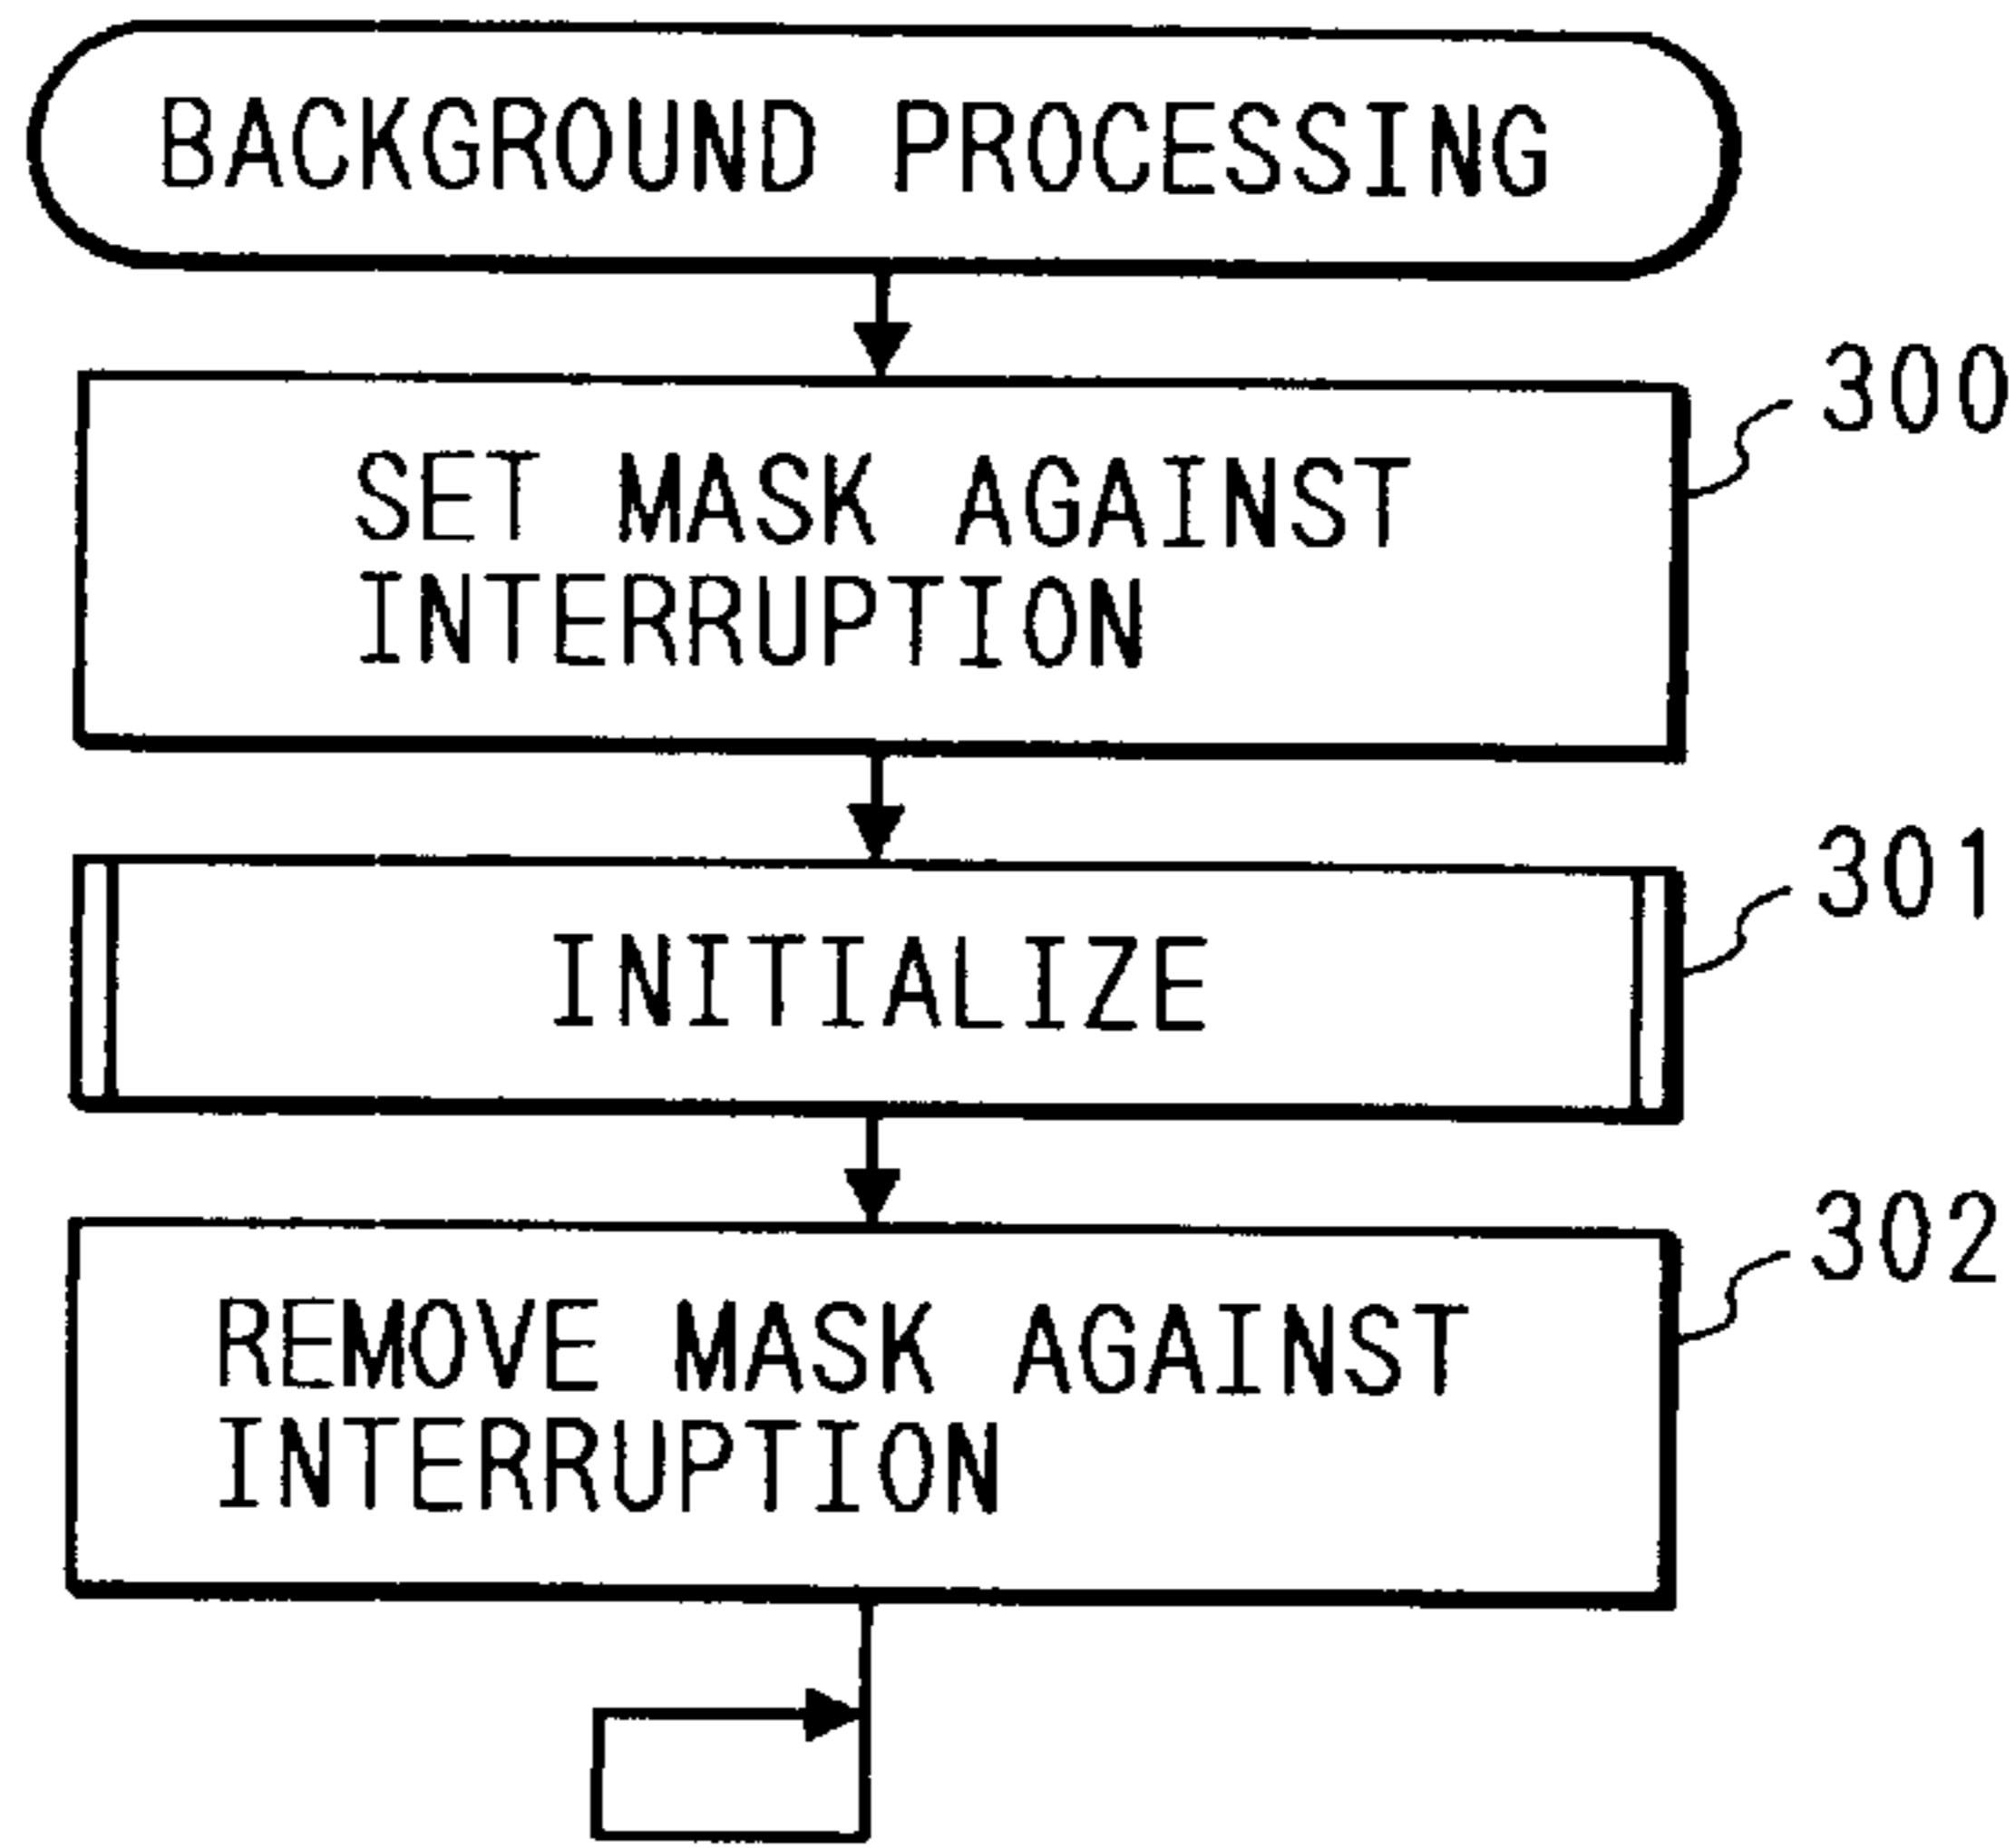 BACKGROUND PROCESSING
300
SET MASK AGAINST
INTERRUPTION
301
INITIALIZE
302
REMOVE MASK AGAINST
INTERRUPTION